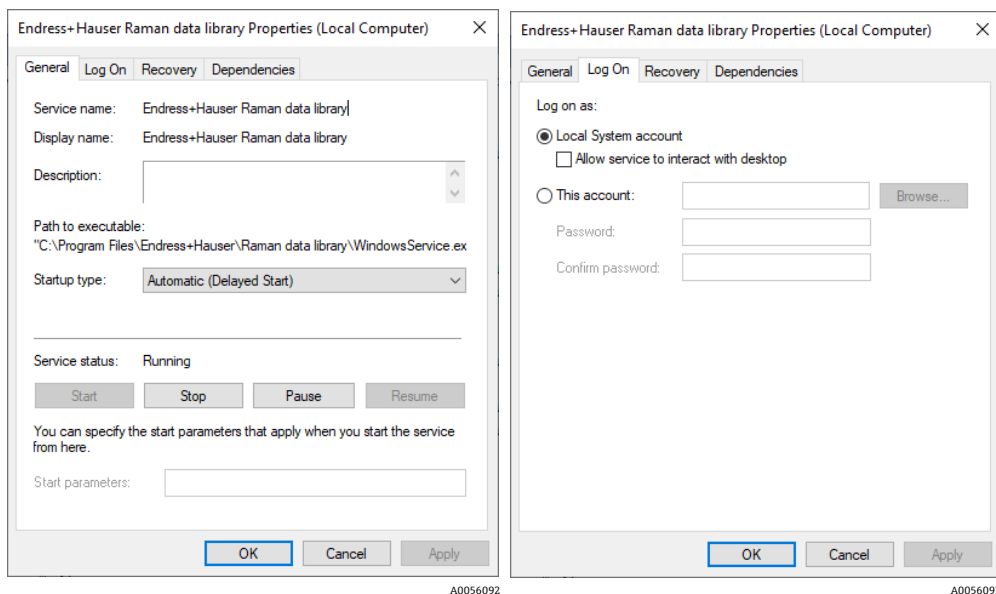 Endress+Hauser Raman data library Properties (Local Computer)
General Log On Recovery Dependencies
Service name: Endress+Hauser Raman data library
Display name: Endress+Hauser Raman data library
Description:
Path to executable:
"C:\Program Files\Endress+Hauser\Raman data library\WindowsService.ex
Startup type: Automatic (Delayed Start)
Service status: Running
Start Stop Pause Resume
You can specify the start parameters that apply when you start the service
from here.
Start parameters:
OK Cancel Apply
A0056092
Endress+Hauser Raman data library Properties (Local Computer)
General Log On Recovery Dependencies
Log on as:
Local System account
Allow service to interact with desktop
This account: Browse...
Password:
Confirm password:
OK Cancel Apply